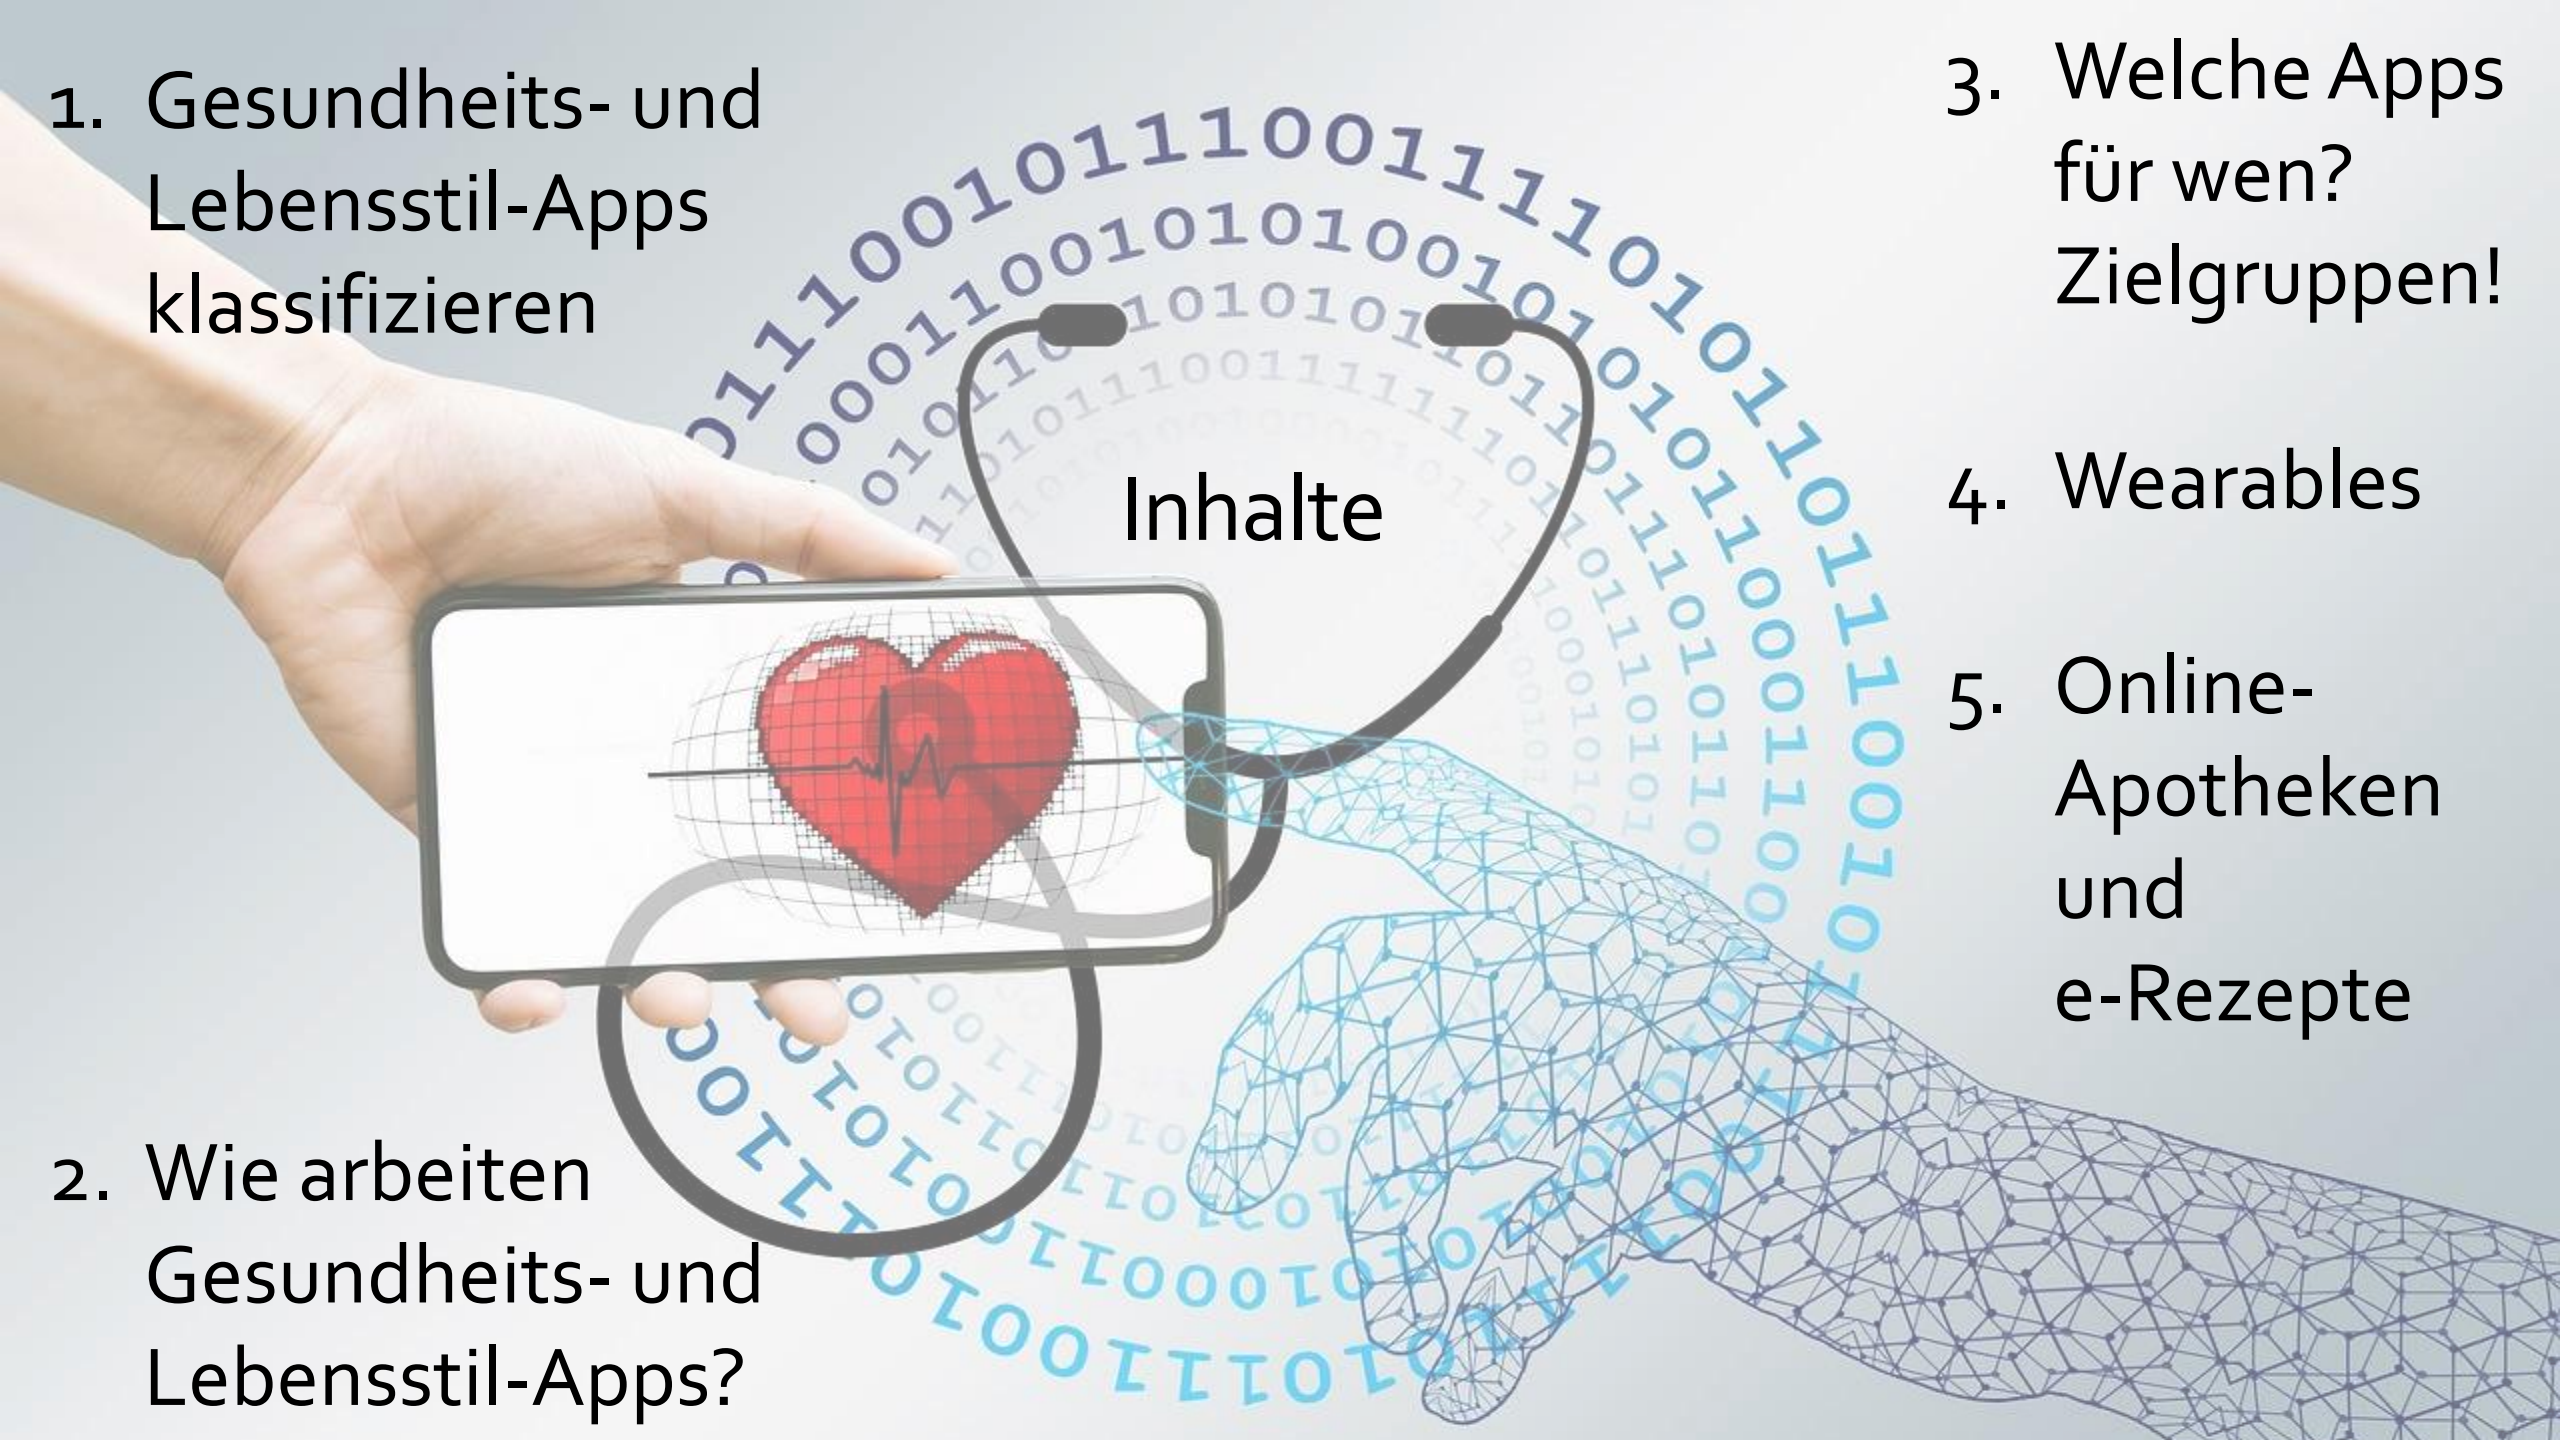 Inhalte
1. Gesundheits- und
Lebensstil-Apps
klassifizieren
2. Wie arbeiten
Gesundheits- und
Lebensstil-Apps?
3. Welche Apps
für wen?
Zielgruppen!
4. Wearables
5. Online-
Apotheken
und
e-Rezepte